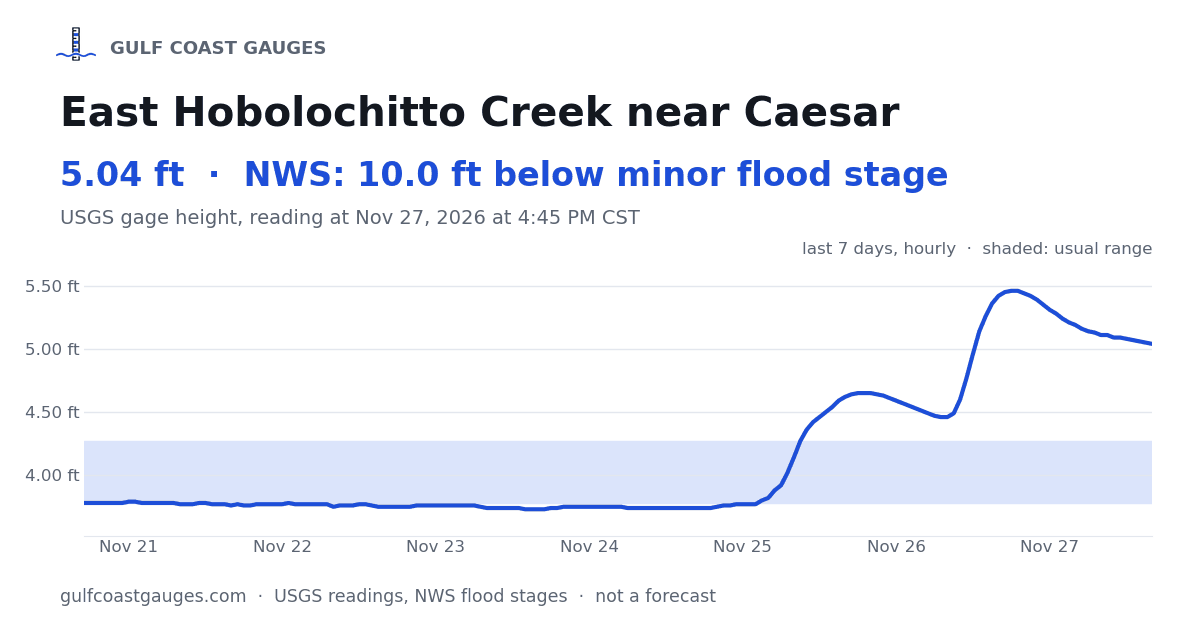 GULF COAST GAUGES
East Hobolochitto Creek near Caesar
5.04 ft · NWS: 10.0 ft below minor flood stage
USGS gage height, reading at Nov 27, 2026 at 4:45 PM CST
last 7 days, hourly · shaded: usual range
5.50 ft
5.00 ft
4.50 ft
4.00 ft
Nov 21 Nov 22 Nov 23 Nov 24 Nov 25 Nov 26 Nov 27
gulfcoastgauges.com · USGS readings, NWS flood stages · not a forecast